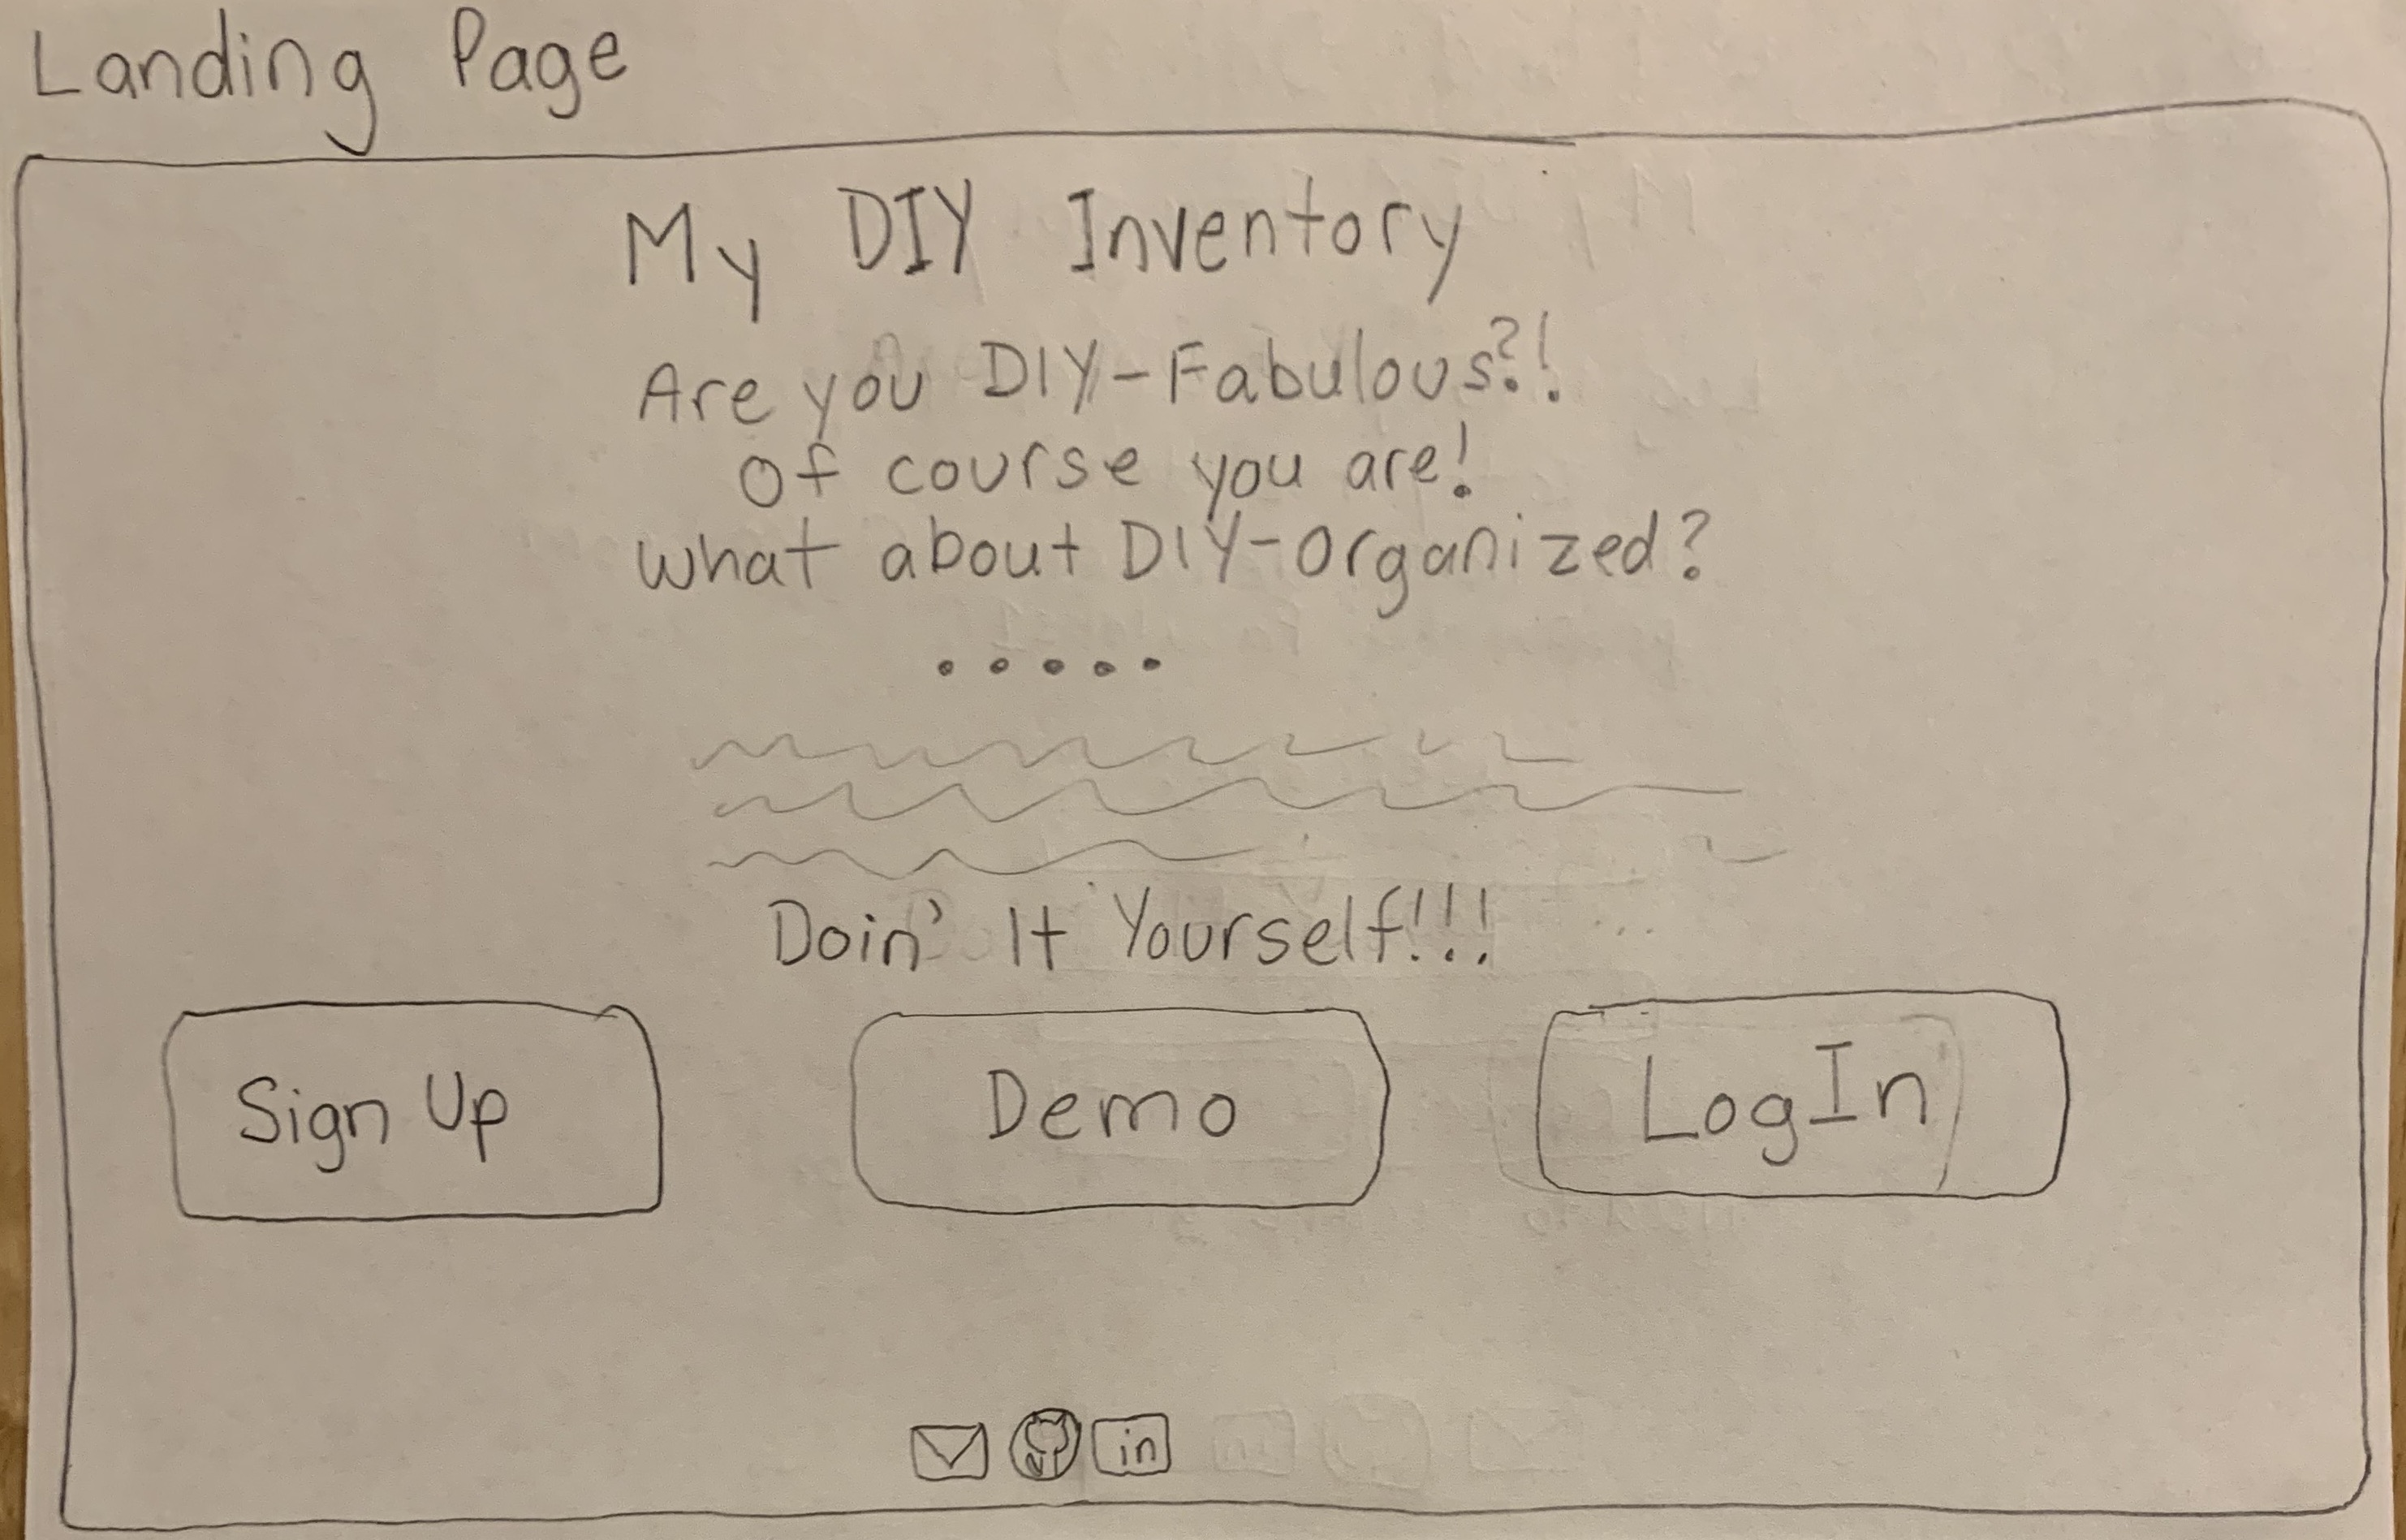 Landing Page
My DIY Inventory
Are you DIY-Fabulous?!
Of course you are!
What about DIY-Organized?
.....
Doin' It Yourself!!!
Sign Up
Demo
LogIn
in